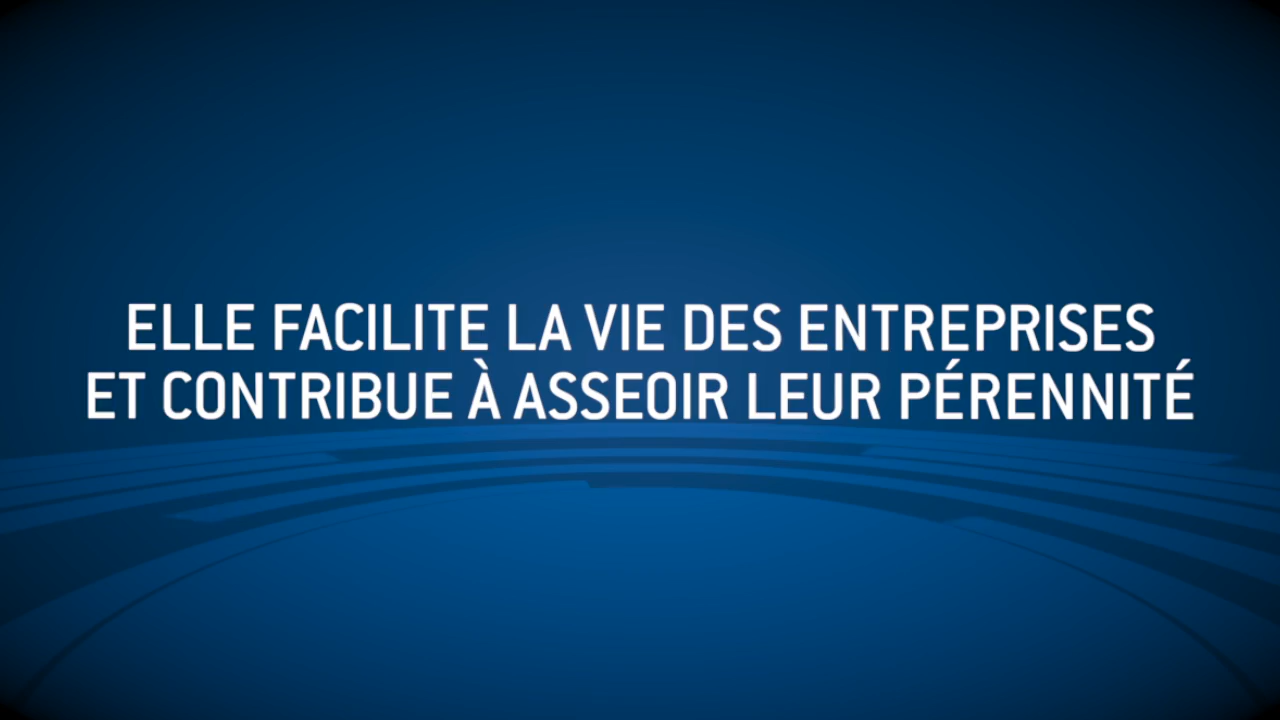 ELLE FACILITE LA VIE DES ENTREPRISES
ET CONTRIBUE À ASSEOIR LEUR PÉRENNITÉ